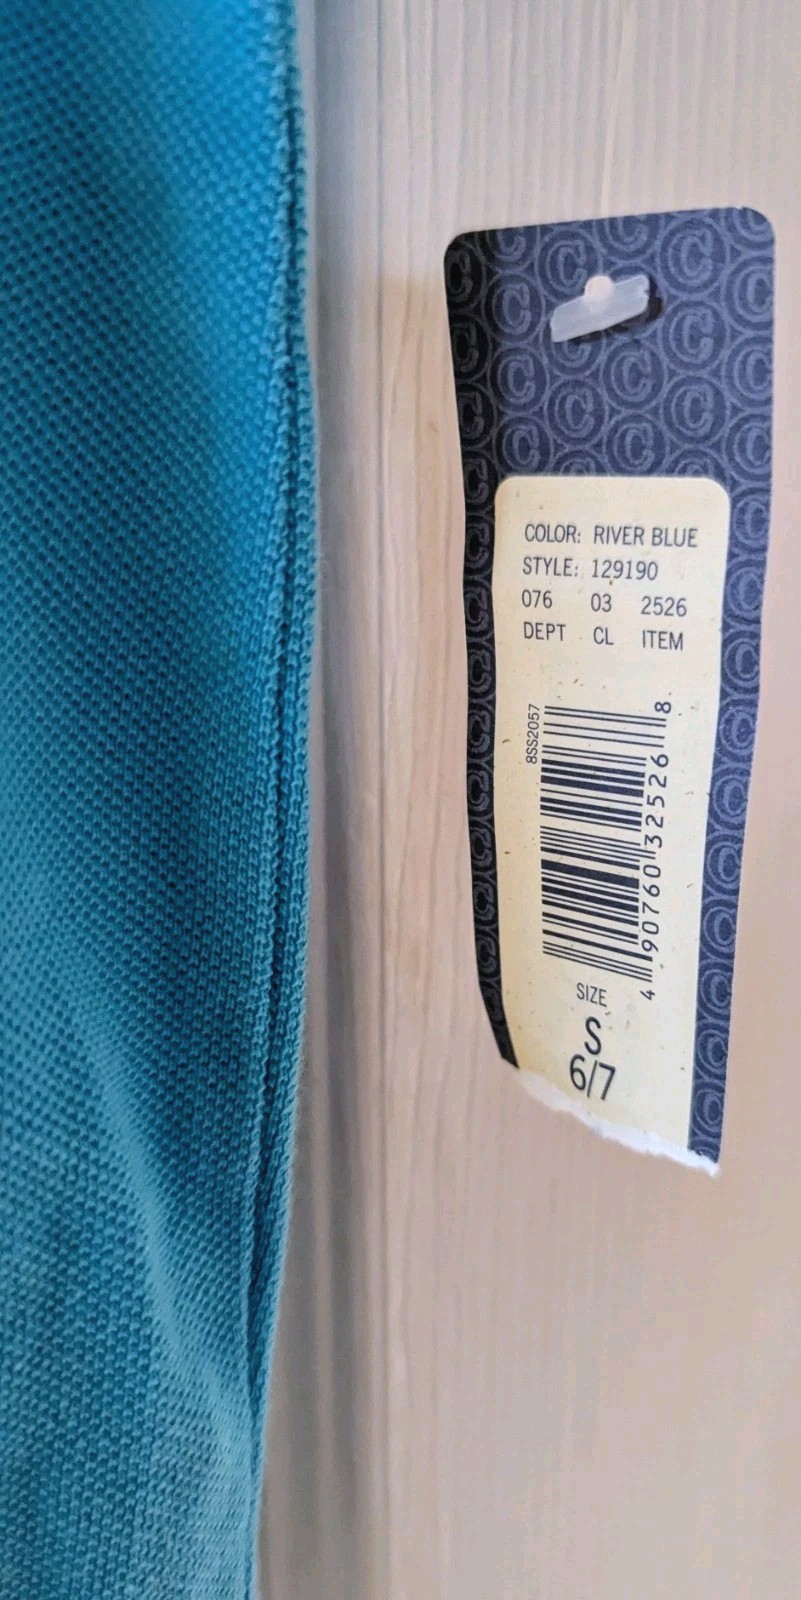 COLOR: RIVER BLUE
STYLE: 129190
076 03 2526
DEPT CL ITEM
8SS2057
4 90760 32526 8
SIZE
S
6/7